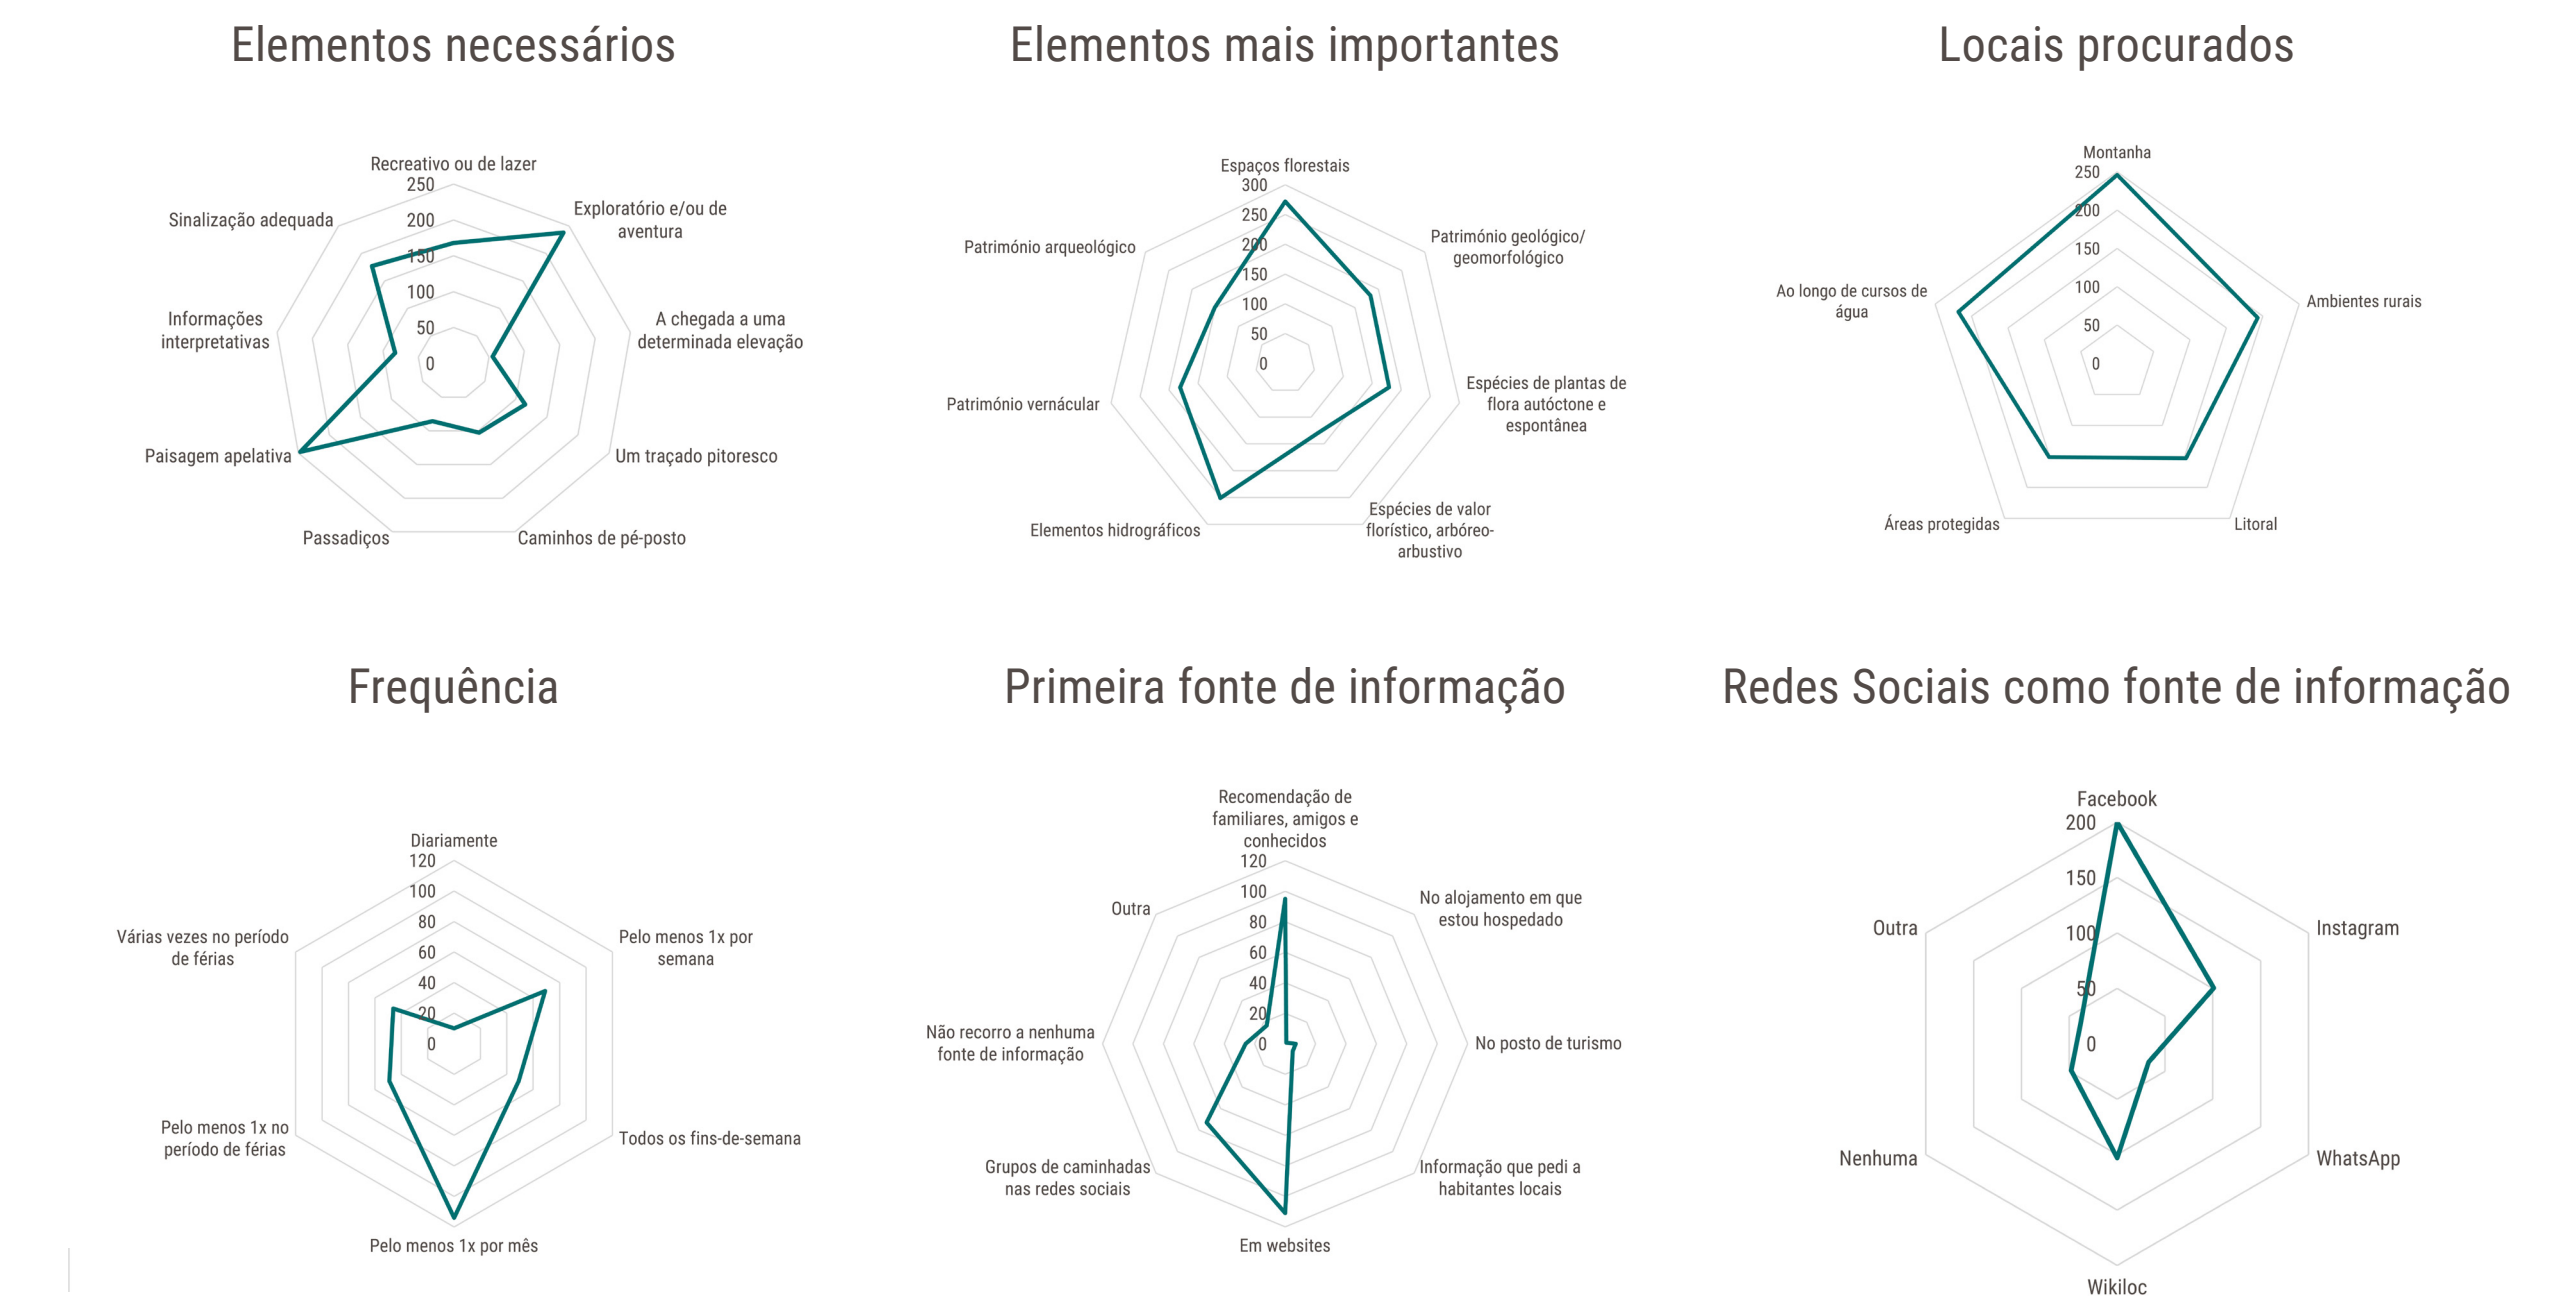 Elementos necessários
Recreativo ou de lazer
250
200
150
100
50
0
Exploratório e/ou de
aventura
A chegada a uma
determinada elevação
Um traçado pitoresco
Caminhos de pé-posto
Passadiços
Paisagem apelativa
Informações
interpretativas
Sinalização adequada
Elementos mais importantes
Espaços florestais
300
250
200
150
100
50
0
Património geológico/
geomorfológico
Espécies de plantas de
flora autóctone e
espontânea
Espécies de valor
florístico, arbóreo-
arbustivo
Elementos hidrográficos
Património vernácular
Património arqueológico
Locais procurados
Montanha
250
200
150
100
50
0
Ambientes rurais
Litoral
Áreas protegidas
Ao longo de cursos de
água
Frequência
Diariamente
120
100
80
60
40
20
0
Pelo menos 1x por
semana
Todos os fins-de-semana
Pelo menos 1x por mês
Pelo menos 1x no
período de férias
Várias vezes no período
de férias
Primeira fonte de informação
Recomendação de
familiares, amigos e
conhecidos
120
100
80
60
40
20
0
No alojamento em que
estou hospedado
No posto de turismo
Informação que pedi a
habitantes locais
Em websites
Grupos de caminhadas
nas redes sociais
Não recorro a nenhuma
fonte de informação
Outra
Redes Sociais como fonte de informação
Facebook
200
150
100
50
0
Instagram
WhatsApp
Wikiloc
Nenhuma
Outra